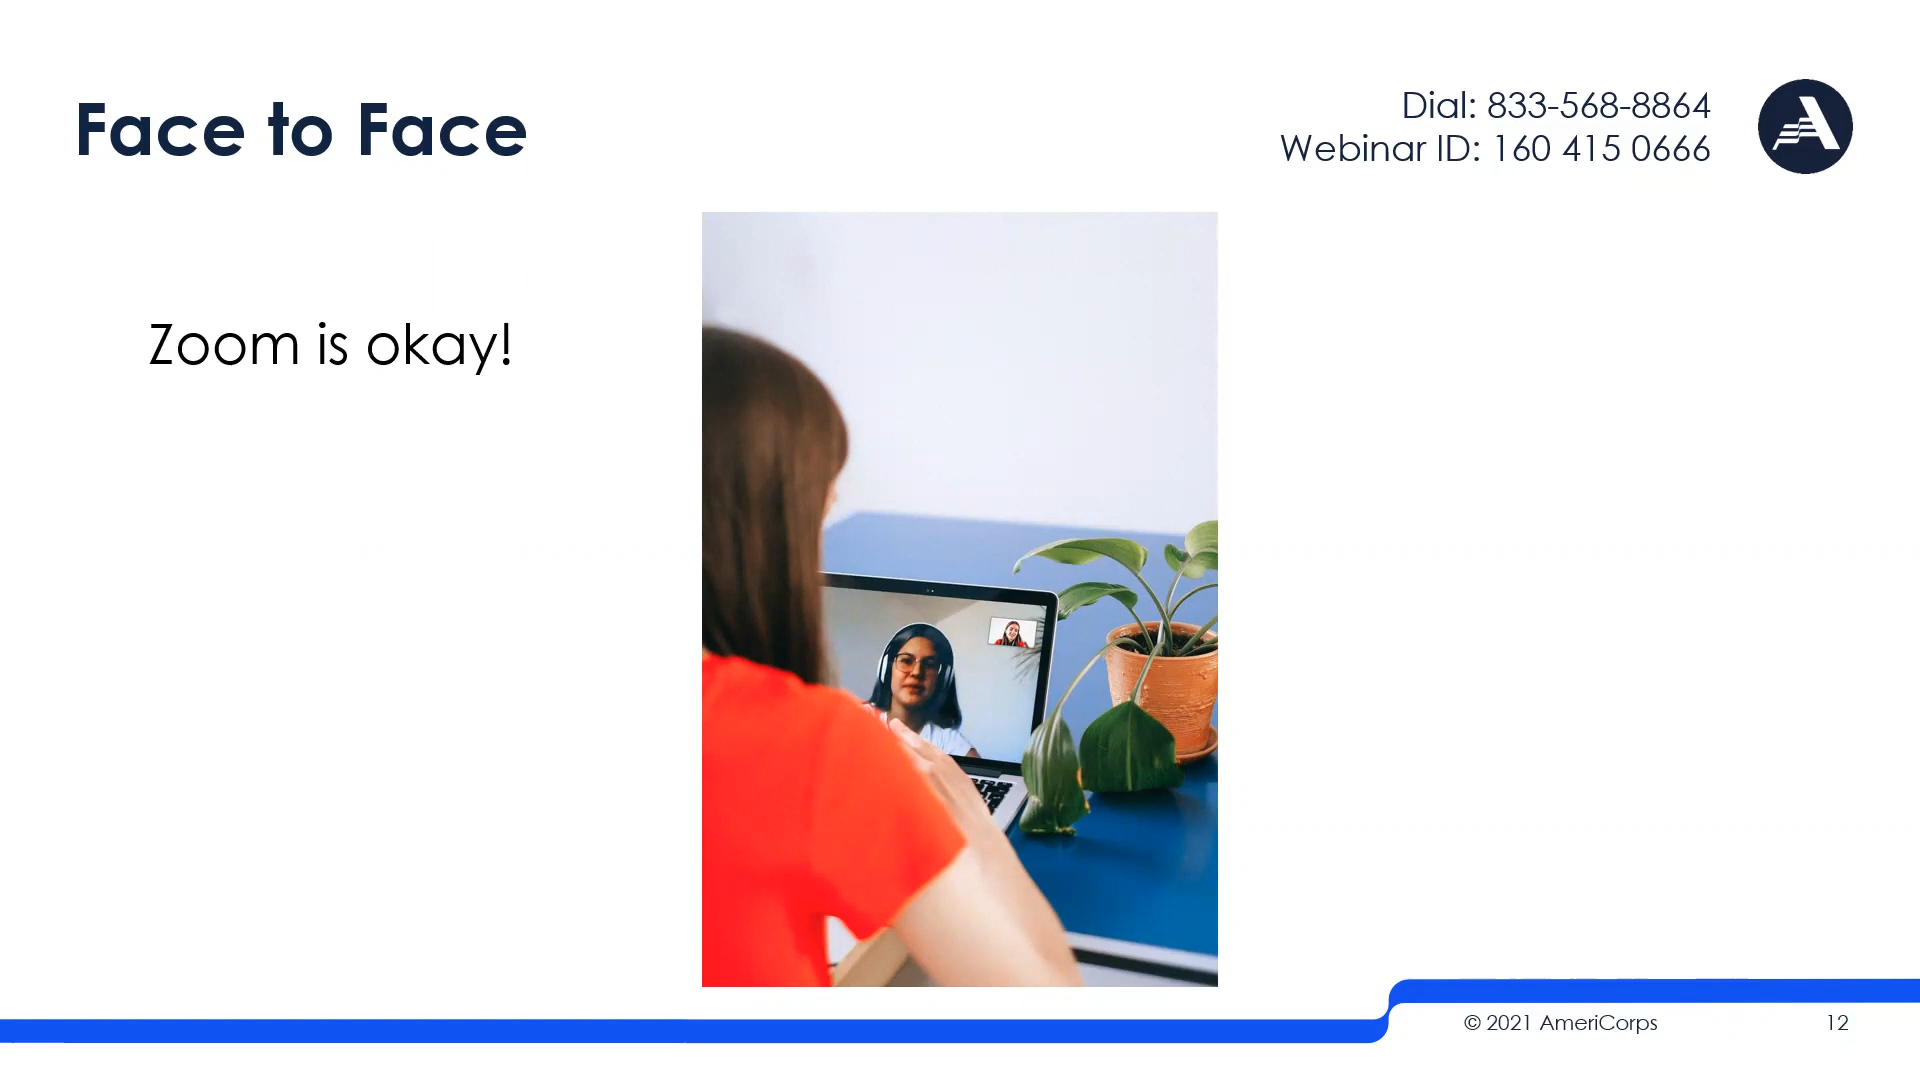 Face to Face
Dial: 833-568-8864
Webinar ID: 160 415 0666
Zoom is okay!
© 2021 AmeriCorps
12